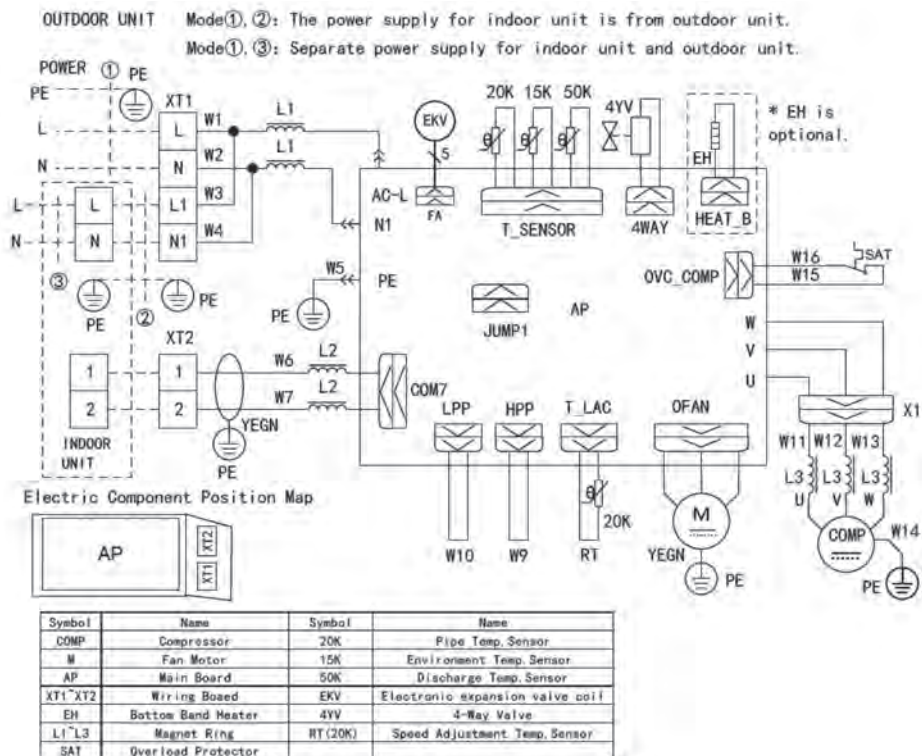 OUTDOOR UNIT Mode①,②: The power supply for indoor unit is from outdoor unit.
Mode①,③: Separate power supply for indoor unit and outdoor unit.
POWER ① PE
PE
XT1
L L W1 L1
N N W2 L1
L L L1 W3
N N N1 W4
③ PE ② PE
EKV
5
FA
AC-L
N1
W5
PE PE
20K 15K 50K
θ θ θ
T_SENSOR
4YV
4WAY
EH
HEAT_B
* EH is
optional.
OVC_COMP
W16
W15
SAT
JUMP1
AP
W
V
U
X1
XT2
1 1 W6 L2
2 2 W7 L2
COM7
YEGN
PE
INDOOR
UNIT
LPP HPP T_LAC OFAN
W10 W9 RT
θ
20K
M
YEGN
PE
W11 W12 W13
L3 L3 L3
U V W
COMP
W14
PE
Electric Component Position Map
AP
XT2
XT1
Symbol Name Symbol Name
COMP Compressor 20K Pipe Temp.Sensor
M Fan Motor 15K Environment Temp.Sensor
AP Main Board 50K Discharge Temp.Sensor
XT1~XT2 Wiring Boaed EKV Electronic expansion valve coil
EH Bottom Band Heater 4YV 4-Way Valve
L1~L3 Magnet Ring RT(20K) Speed Adjustment Temp.Sensor
SAT Overload Protector